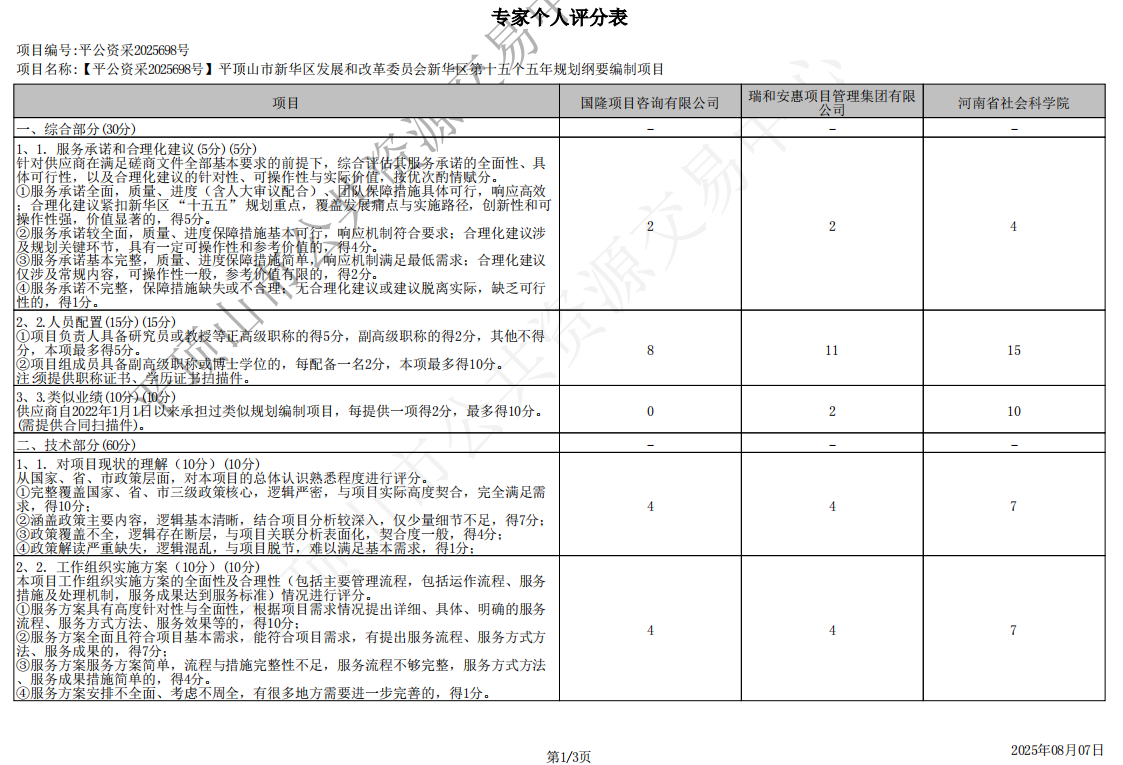 专家个人评分表
项目编号:平公资采2025698号
项目名称:【平公资采2025698号】平顶山市新华区发展和改革委员会新华区第十五个五年规划纲要编制项目
项目 国隆项目咨询有限公司 瑞和安惠项目管理集团有限公司 河南省社会科学院
一、综合部分(30分) - - -
1、1. 服务承诺和合理化建议(5分)(5分)
针对供应商在满足磋商文件全部基本要求的前提下，综合评估其服务承诺的全面性、具
体可行性，以及合理化建议的针对性、可操作性与实际价值，按优次酌情赋分。
①服务承诺全面，质量、进度（含人大审议配合）、团队保障措施具体可行，响应高效
；合理化建议紧扣新华区“十五五”规划重点，覆盖发展痛点与实施路径，创新性和可
操作性强，价值显著的，得5分。
②服务承诺较全面，质量、进度保障措施基本可行，响应机制符合要求；合理化建议涉
及规划关键环节，具有一定可操作性和参考价值的，得4分。
③服务承诺基本完整，质量、进度保障措施简单，响应机制满足最低需求；合理化建议
仅涉及常规内容，可操作性一般，参考价值有限的，得2分。
④服务承诺不完整，保障措施缺失或不合理；无合理化建议或建议脱离实际，缺乏可行
性的，得1分。
2 2 4
2、2.人员配置(15分)(15分)
①项目负责人具备研究员或教授等正高级职称的得5分，副高级职称的得2分，其他不得
分，本项最多得5分。
②项目组成员具备副高级职称或博士学位的，每配备一名2分，本项最多得10分。
注:须提供职称证书、学历证书扫描件。
8 11 15
3、3.类似业绩(10分)(10分)
供应商自2022年1月1日以来承担过类似规划编制项目，每提供一项得2分，最多得10分。
(需提供合同扫描件)。
0 2 10
二、技术部分(60分) - - -
1、1. 对项目现状的理解（10分）(10分)
从国家、省、市政策层面，对本项目的总体认识熟悉程度进行评分。
①完整覆盖国家、省、市三级政策核心，逻辑严密，与项目实际高度契合，完全满足需
求，得10分；
②涵盖政策主要内容，逻辑基本清晰，结合项目分析较深入，仅少量细节不足，得7分；
③政策覆盖不全，逻辑存在断层，与项目关联分析表面化，契合度一般，得4分；
④政策解读严重缺失，逻辑混乱，与项目脱节，难以满足基本需求，得1分；
4 4 7
2、2. 工作组织实施方案（10分）(10分)
本项目工作组织实施方案的全面性及合理性（包括主要管理流程，包括运作流程、服务
措施及处理机制，服务成果达到服务标准）情况进行评分。
①服务方案具有高度针对性与全面性，根据项目需求情况提出详细、具体、明确的服务
流程、服务方式方法、服务效果等的，得10分；
②服务方案全面且符合项目基本需求，能符合项目需求，有提出服务流程、服务方式方
法、服务成果的，得7分；
③服务方案服务方案简单，流程与措施完整性不足，服务流程不够完整，服务方式方法
、服务成果措施简单的，得4分。
④服务方案安排不全面、考虑不周全，有很多地方需要进一步完善的，得1分。
4 4 7
平顶山市公共资源交易中心
平顶山市公共资源交易中心
第1/3页
2025年08月07日